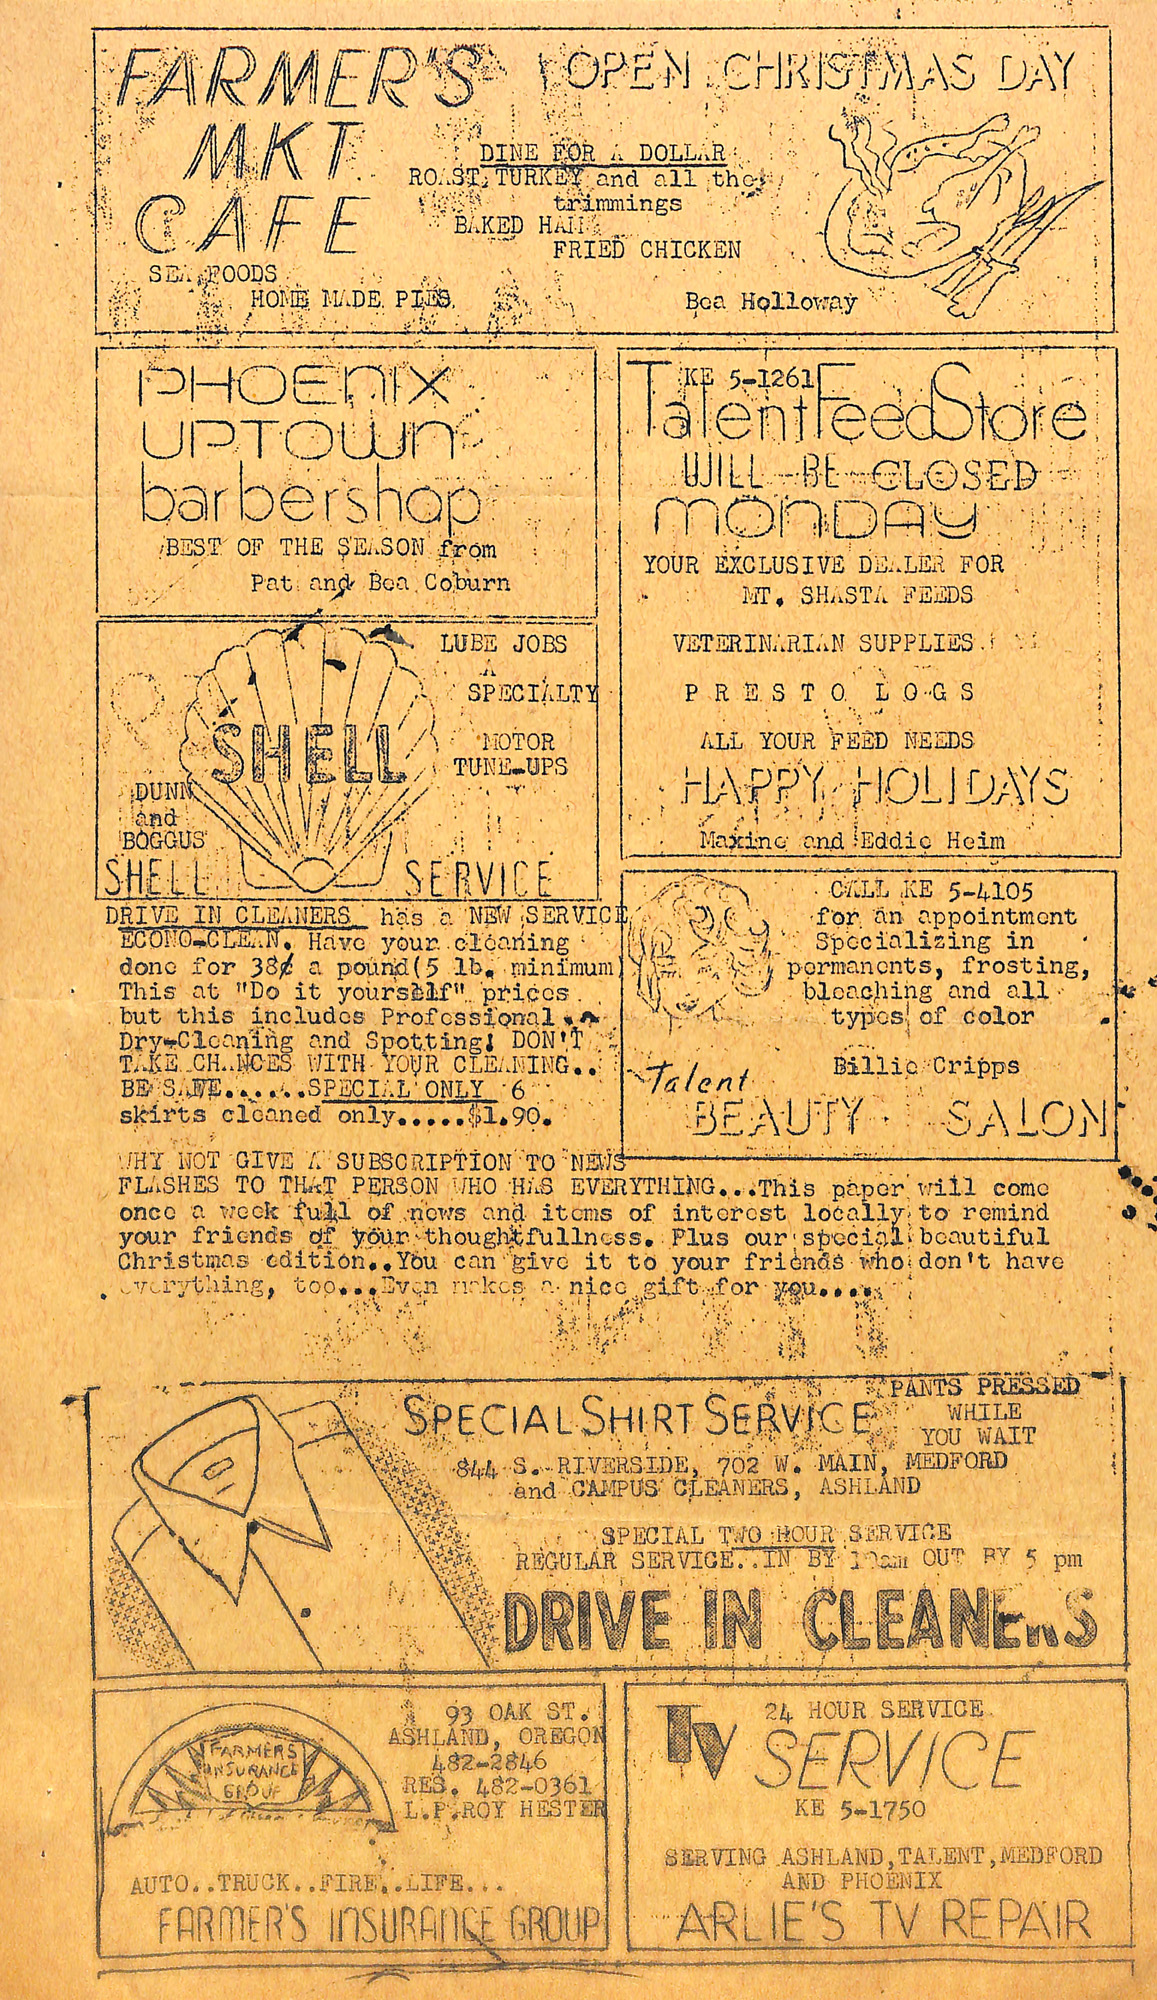 FARMER'S
MKT
CAFE
OPEN CHRISTMAS DAY
DINE FOR A DOLLAR
ROAST TURKEY and all the
trimmings
BAKED HAM
FRIED CHICKEN
SEA FOODS
HOME MADE PIES
Bea Holloway
PHOENIX
UPTOWN
barbershop
BEST OF THE SEASON from
Pat and Bea Coburn
KE 5-1261
Talent Feed Store
WILL BE CLOSED
MONDAY
YOUR EXCLUSIVE DEALER FOR
MT. SHASTA FEEDS
VETERINARIAN SUPPLIES
PRESTO LOGS
ALL YOUR FEED NEEDS
HAPPY HOLIDAYS
Maxine and Eddie Heim
LUBE JOBS
A
SPECIALTY
MOTOR
TUNE-UPS
SHELL
DUNN
and
BOGGUS
SHELL SERVICE
DRIVE IN CLEANERS has a NEW SERVICE
ECONO-CLEAN. Have your cleaning
done for 38¢ a pound(5 lb. minimum)
This at "Do it yourself" prices
but this includes Professional
Dry-Cleaning and Spotting! DON'T
TAKE CHANCES WITH YOUR CLEANING..
BE SAFE......SPECIAL ONLY 6
skirts cleaned only.....$1.90.
CALL KE 5-4105
for an appointment
Specializing in
permanents, frosting,
bleaching and all
types of color
Billie Cripps
Talent
BEAUTY SALON
WHY NOT GIVE A SUBSCRIPTION TO NEWS
FLASHES TO THAT PERSON WHO HAS EVERYTHING...This paper will come
once a week full of news and items of interest locally to remind
your friends of your thoughtfullness. Plus our special beautiful
Christmas edition..You can give it to your friends who don't have
everything, too...Even makes a nice gift for you....
SPECIAL SHIRT SERVICE
PANTS PRESSED
WHILE
YOU WAIT
844 S. RIVERSIDE, 702 W. MAIN, MEDFORD
and CAMPUS CLEANERS, ASHLAND
SPECIAL TWO HOUR SERVICE
REGULAR SERVICE..IN BY 10am OUT BY 5 pm
DRIVE IN CLEANERS
FARMERS
INSURANCE
GROUP
93 OAK ST.
ASHLAND, OREGON
482-2846
RES. 482-0361
L.P.ROY HESTER
AUTO..TRUCK..FIRE..LIFE...
FARMER'S INSURANCE GROUP
TV
24 HOUR SERVICE
SERVICE
KE 5-1750
SERVING ASHLAND,TALENT,MEDFORD
AND PHOENIX
ARLIE'S TV REPAIR